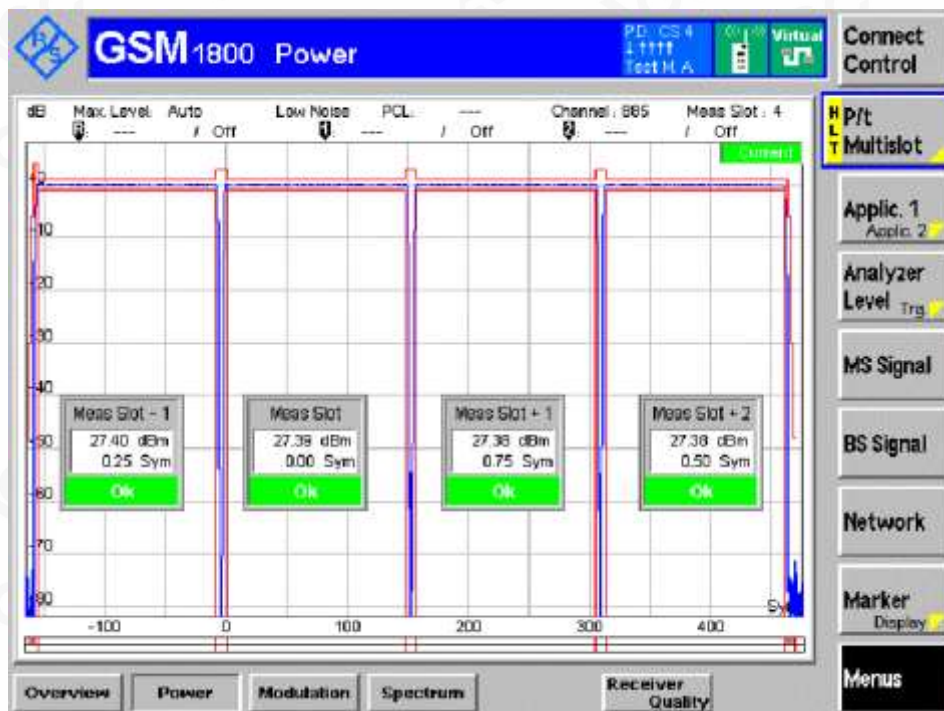 R S
GSM 1800 Power
P.D. CS 4
Test M. A
Virtual
Connect Control
dB Max. Level: Auto Low Noise PCL: --- Channel: 885 Meas Slot: 4
R: --- / Off 1 --- / Off 2: --- / Off
Current
P/t Multislot
HLT
Applic. 1
Applic. 2
Analyzer Level Trg.
MS Signal
BS Signal
Network
Marker
Display
Menus
-10
-20
-30
-40
-50
-60
-70
-80
Meas Slot - 1
27.40 dBm
0.25 Sym
Ok
Meas Slot
27.39 dBm
0.00 Sym
Ok
Meas Slot + 1
27.38 dBm
0.75 Sym
Ok
Meas Slot + 2
27.38 dBm
0.50 Sym
Ok
-100 0 100 200 300 400
Overview Power Modulation Spectrum Receiver Quality